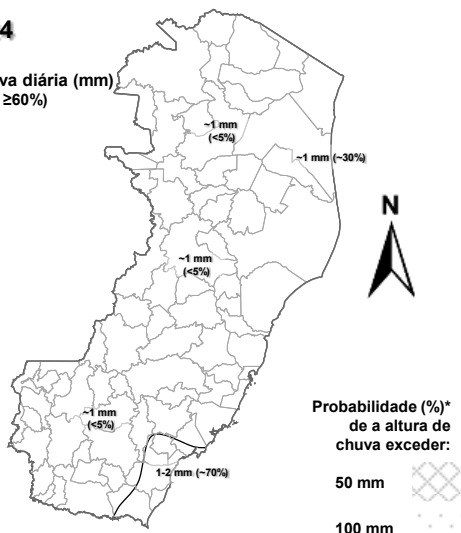 4
va diária (mm)
≥60%)
~1 mm
(<5%)
~1 mm (~30%)
N
~1 mm
(<5%)
~1 mm
(<5%)
1-2 mm (~70%)
Probabilidade (%)*
de a altura de
chuva exceder:
50 mm
100 mm